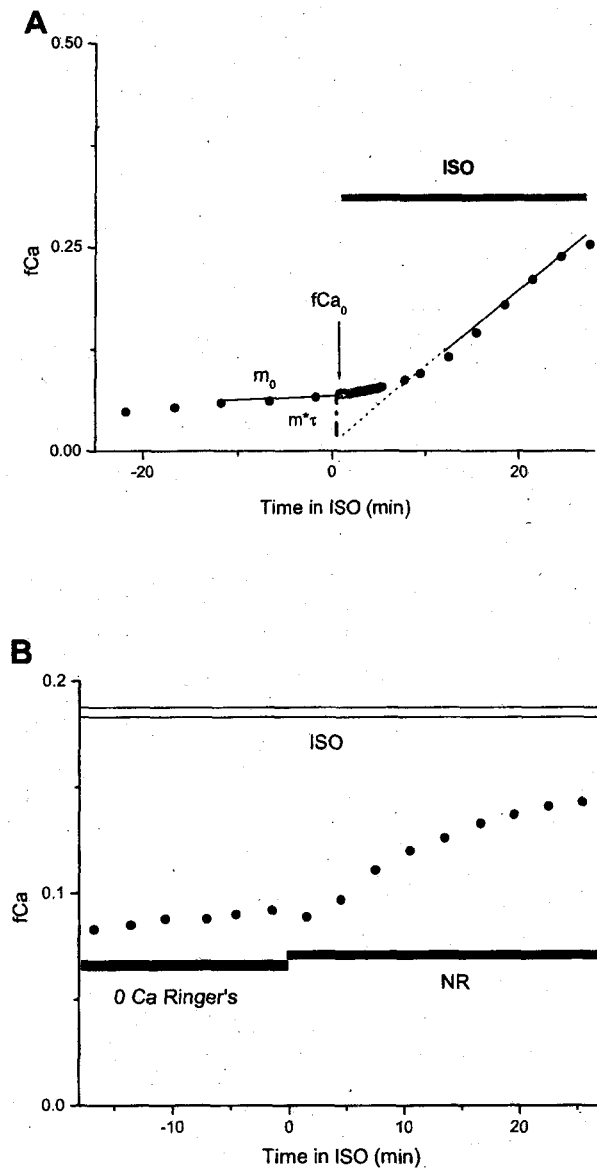 A
0.50
ISO
0.25
fCa
fCa₀
m₀
m*τ
0.00
-20 0 20
Time in ISO (min)
B
0.2
ISO
0.1
fCa
0 Ca Ringer's
NR
0.0
-10 0 10 20
Time in ISO (min)